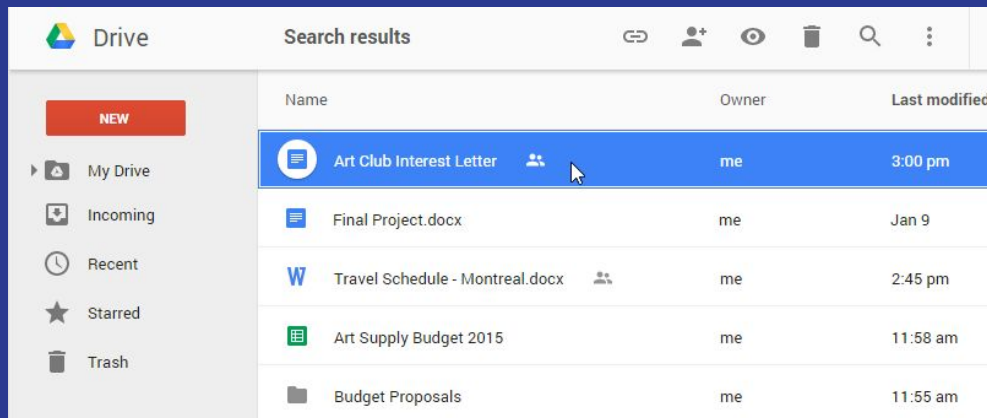 Drive Search results
Name Owner Last modified
NEW
Art Club Interest Letter me 3:00 pm
My Drive
Incoming
Final Project.docx me Jan 9
Recent
W Travel Schedule - Montreal.docx me 2:45 pm
Starred
Art Supply Budget 2015 me 11:58 am
Trash
Budget Proposals me 11:55 am